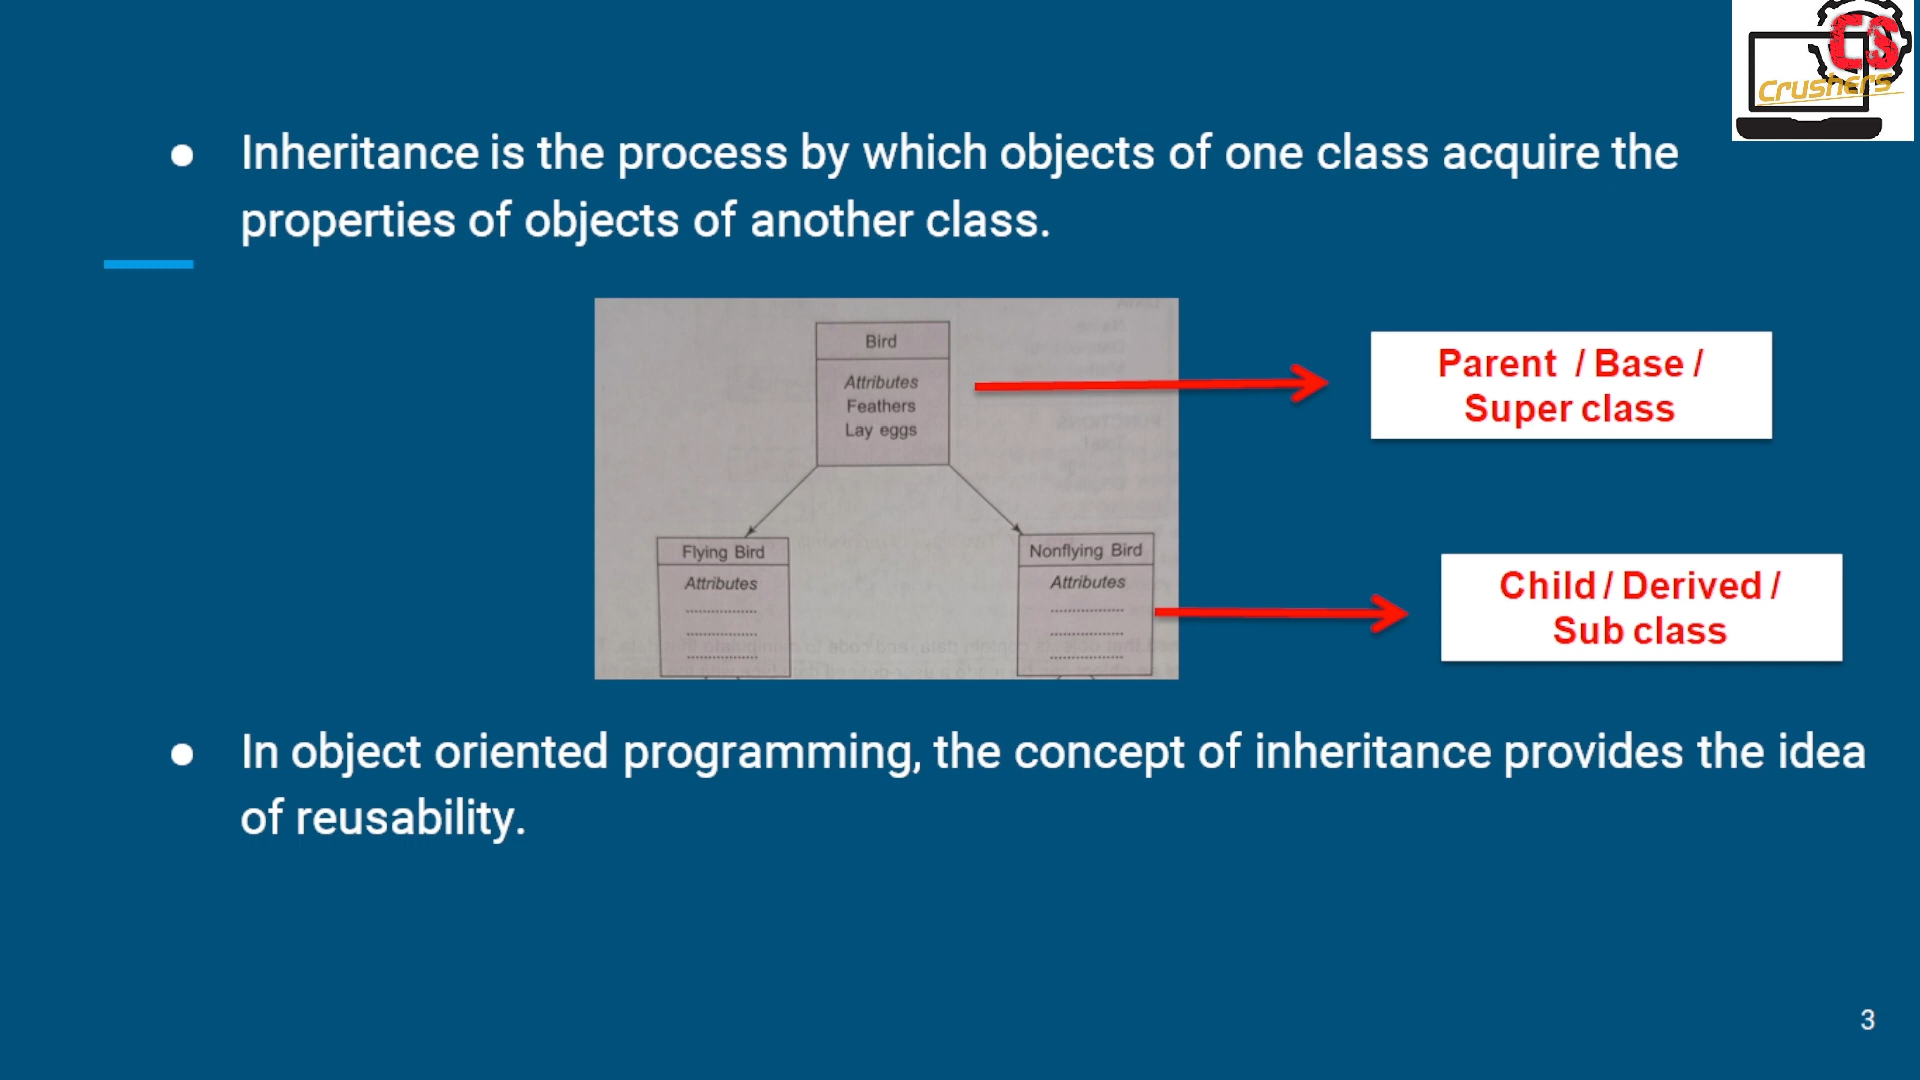 CS
Crushers
● Inheritance is the process by which objects of one class acquire the
properties of objects of another class.
Bird
Attributes
Feathers
Lay eggs
Parent / Base /
Super class
Flying Bird
Attributes
..................
..................
..................
Nonflying Bird
Attributes
..................
..................
..................
Child / Derived /
Sub class
● In object oriented programming, the concept of inheritance provides the idea
of reusability.
3